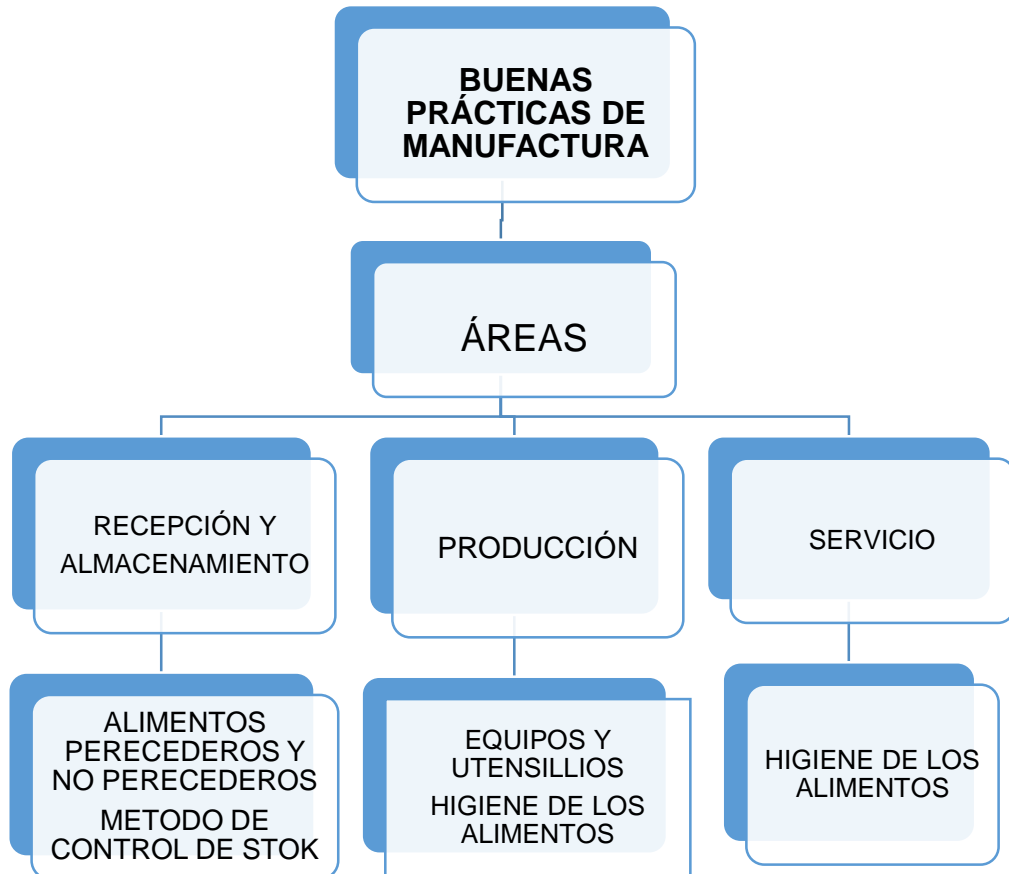 BUENAS
PRÁCTICAS DE
MANUFACTURA
ÁREAS
RECEPCIÓN Y
ALMACENAMIENTO
PRODUCCIÓN
SERVICIO
ALIMENTOS
PERECEDEROS Y
NO PERECEDEROS
METODO DE
CONTROL DE STOK
EQUIPOS Y
UTENSILLIOS
HIGIENE DE LOS
ALIMENTOS
HIGIENE DE LOS
ALIMENTOS